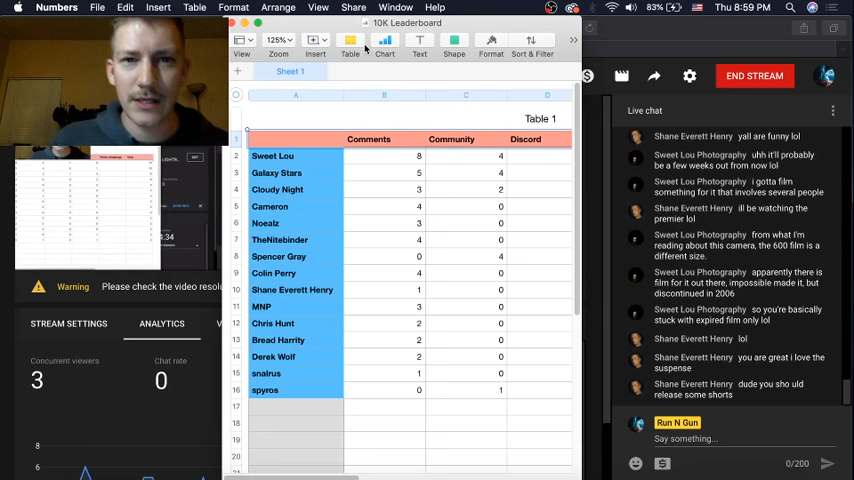 Numbers File Edit Insert Table Format Arrange View Share Window Help 83% Thu 8:59 PM
10K Leaderboard
125%
View Zoom Insert Table Chart Text Shape Format Sort & Filter
Sheet 1
A B C D
Table 1
1 Comments Community Discord
2 Sweet Lou 8 4
3 Galaxy Stars 5 4
4 Cloudy Night 3 2
5 Cameron 4 0
6 Noealz 3 0
7 TheNitebinder 4 0
8 Spencer Gray 0 4
9 Colin Perry 4 0
10 Shane Everett Henry 1 0
11 MNP 3 0
12 Chris Hunt 2 0
13 Bread Harrity 2 0
14 Derek Wolf 2 0
15 snalrus 1 0
16 spyros 0 1
17
18
19
20
4:34
Warning Please check the video resolu
STREAM SETTINGS ANALYTICS
Concurrent viewers
3
Chat rate
0
8
6
END STREAM
Live chat
Shane Everett Henry yall are funny lol
Sweet Lou Photography uhh it'll probably
be a few weeks out from now lol
Sweet Lou Photography i gotta film
something for it that involves several people
Shane Everett Henry ill be watching the
premier lol
Sweet Lou Photography from what I'm
reading about this camera, the 600 film is a
different size.
Sweet Lou Photography apparently there is
film for it out there, impossible made it, but
discontinued in 2006
Sweet Lou Photography so you're basically
stuck with expired film only lol
Shane Everett Henry lol
Shane Everett Henry you are great i love the
suspense
Shane Everett Henry dude you sho uld
release some shorts
Run N Gun
Say something...
0/200